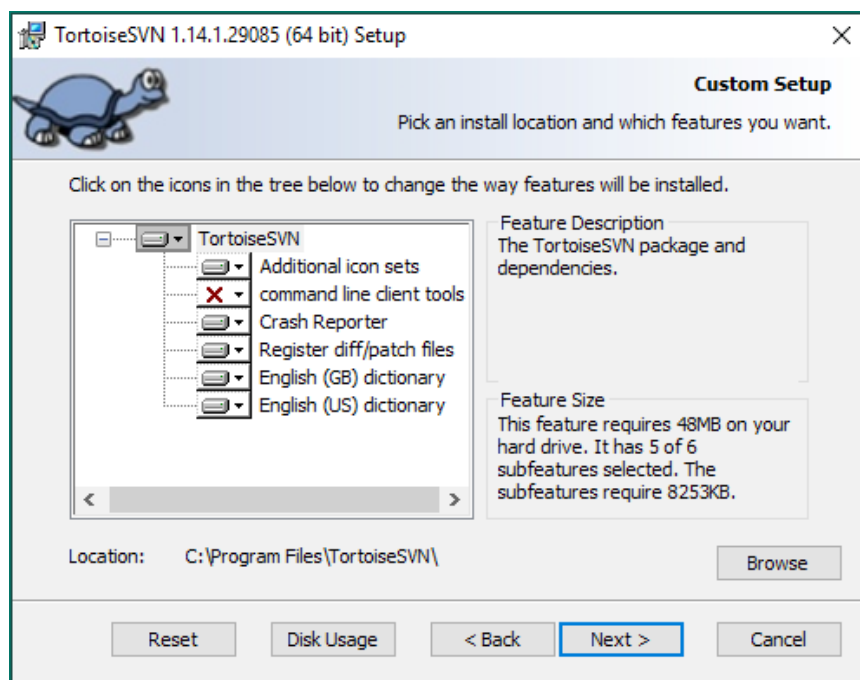 TortoiseSVN 1.14.1.29085 (64 bit) Setup
Custom Setup
Pick an install location and which features you want.
Click on the icons in the tree below to change the way features will be installed.
TortoiseSVN
Additional icon sets
command line client tools
Crash Reporter
Register diff/patch files
English (GB) dictionary
English (US) dictionary
Feature Description
The TortoiseSVN package and
dependencies.
Feature Size
This feature requires 48MB on your
hard drive. It has 5 of 6
subfeatures selected. The
subfeatures require 8253KB.
Location: C:\Program Files\TortoiseSVN\
Browse
Reset Disk Usage < Back Next > Cancel